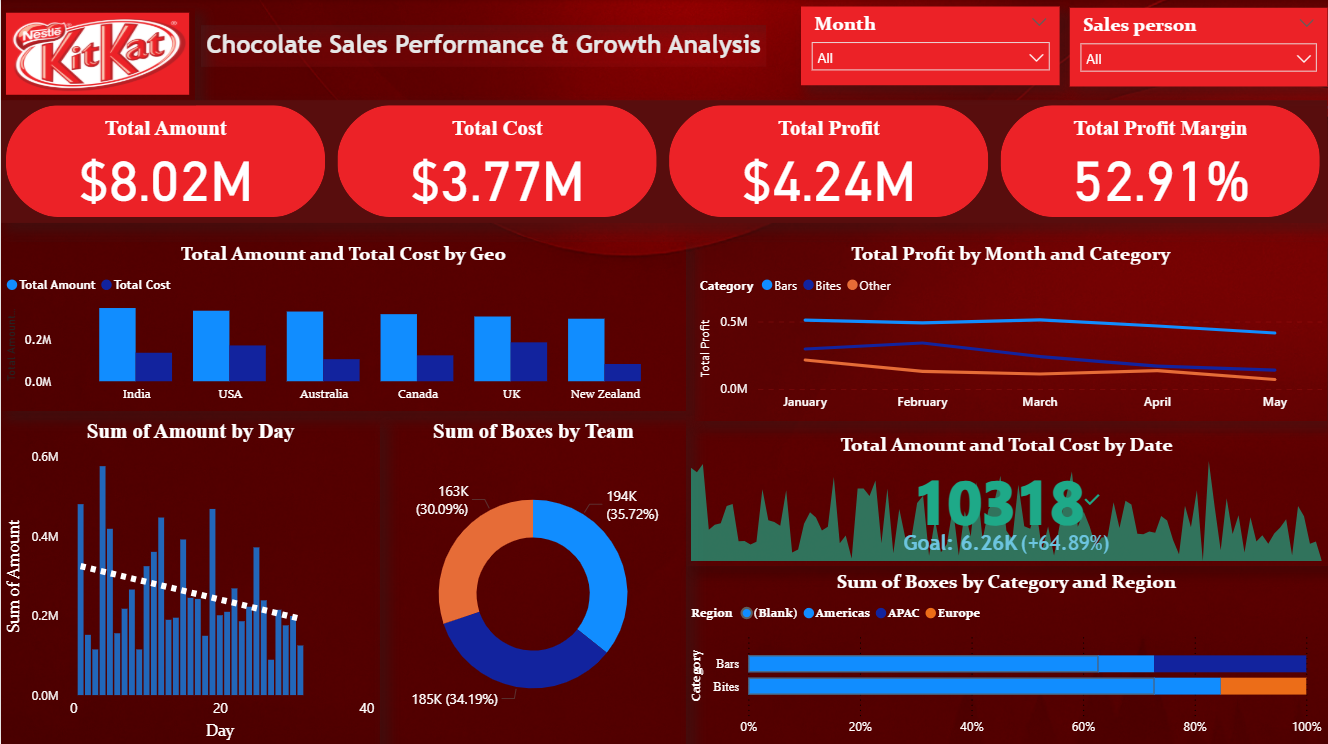 Nestle
KitKat
Chocolate Sales Performance & Growth Analysis
Month
All
Sales person
All
Total Amount
$8.02M
Total Cost
$3.77M
Total Profit
$4.24M
Total Profit Margin
52.91%
Total Amount and Total Cost by Geo
Total Amount Total Cost
0.2M
0.0M
India USA Australia Canada UK New Zealand
Total Profit by Month and Category
Category Bars Bites Other
Total Profit
0.5M
0.0M
January February March April May
Sum of Amount by Day
Sum of Amount
0.6M
0.4M
0.2M
0.0M
0 20 40
Day
Sum of Boxes by Team
163K
(30.09%)
194K
(35.72%)
185K (34.19%)
Total Amount and Total Cost by Date
10318
Goal: 6.26K (+64.89%)
Sum of Boxes by Category and Region
Region (Blank) Americas APAC Europe
Category
Bars
Bites
0% 20% 40% 60% 80% 100%